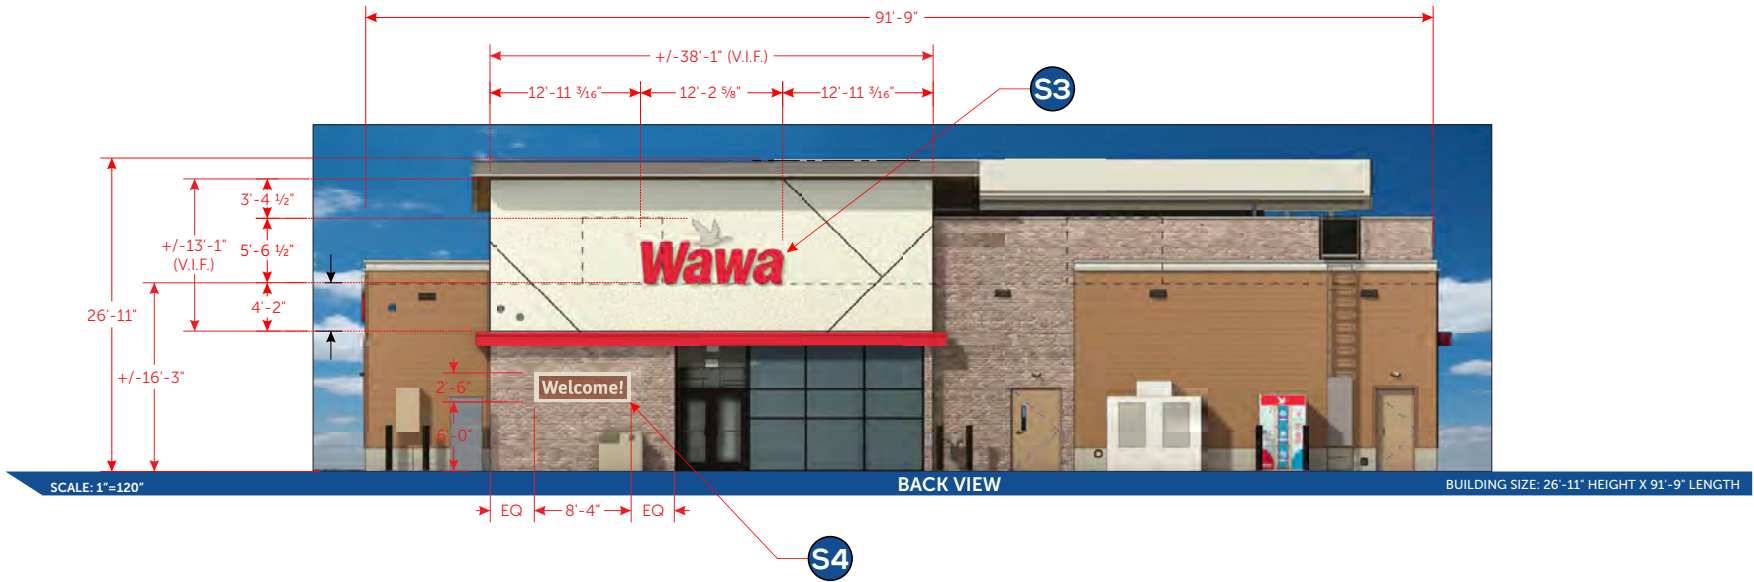 91'-9"
+/-38'-1" (V.I.F.)
12'-11 3/16" 12'-2 5/8" 12'-11 3/16"
S3
3'-4 ½"
+/-13'-1"
(V.I.F.)
5'-6 ½"
4'-2"
26'-11"
+/-16'-3"
Wawa
2'-6"
Welcome!
6'-0"
SCALE: 1"=120"
BACK VIEW
BUILDING SIZE: 26'-11" HEIGHT X 91'-9" LENGTH
EQ 8'-4" EQ
S4